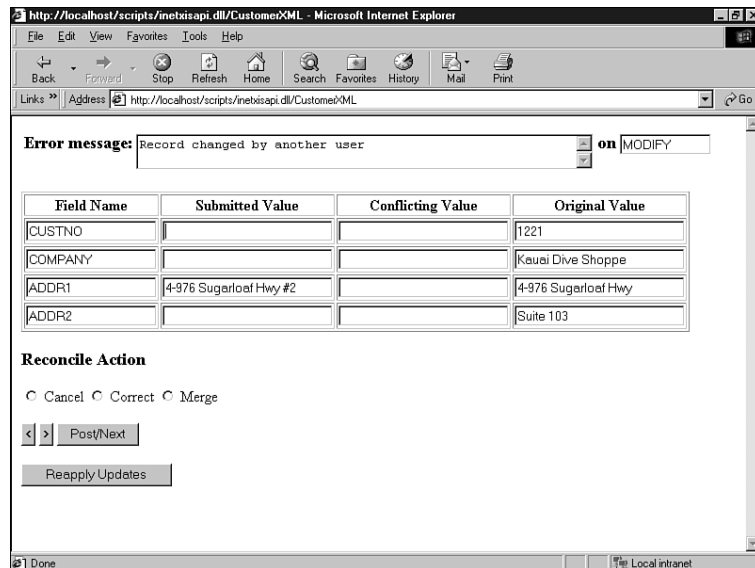 http://localhost/scripts/inetxisapi.dll/CustomerXML - Microsoft Internet Explorer
File Edit View Favorites Tools Help
Back Forward Stop Refresh Home Search Favorites History Mail Print
Links » Address http://localhost/scripts/inetxisapi.dll/CustomerXML Go
Error message: Record changed by another user on MODIFY
Field Name Submitted Value Conflicting Value Original Value
CUSTNO 1221
COMPANY Kauai Dive Shoppe
ADDR1 4-976 Sugarloaf Hwy #2 4-976 Sugarloaf Hwy
ADDR2 Suite 103
Reconcile Action
Cancel Correct Merge
< > Post/Next
Reapply Updates
Done Local intranet